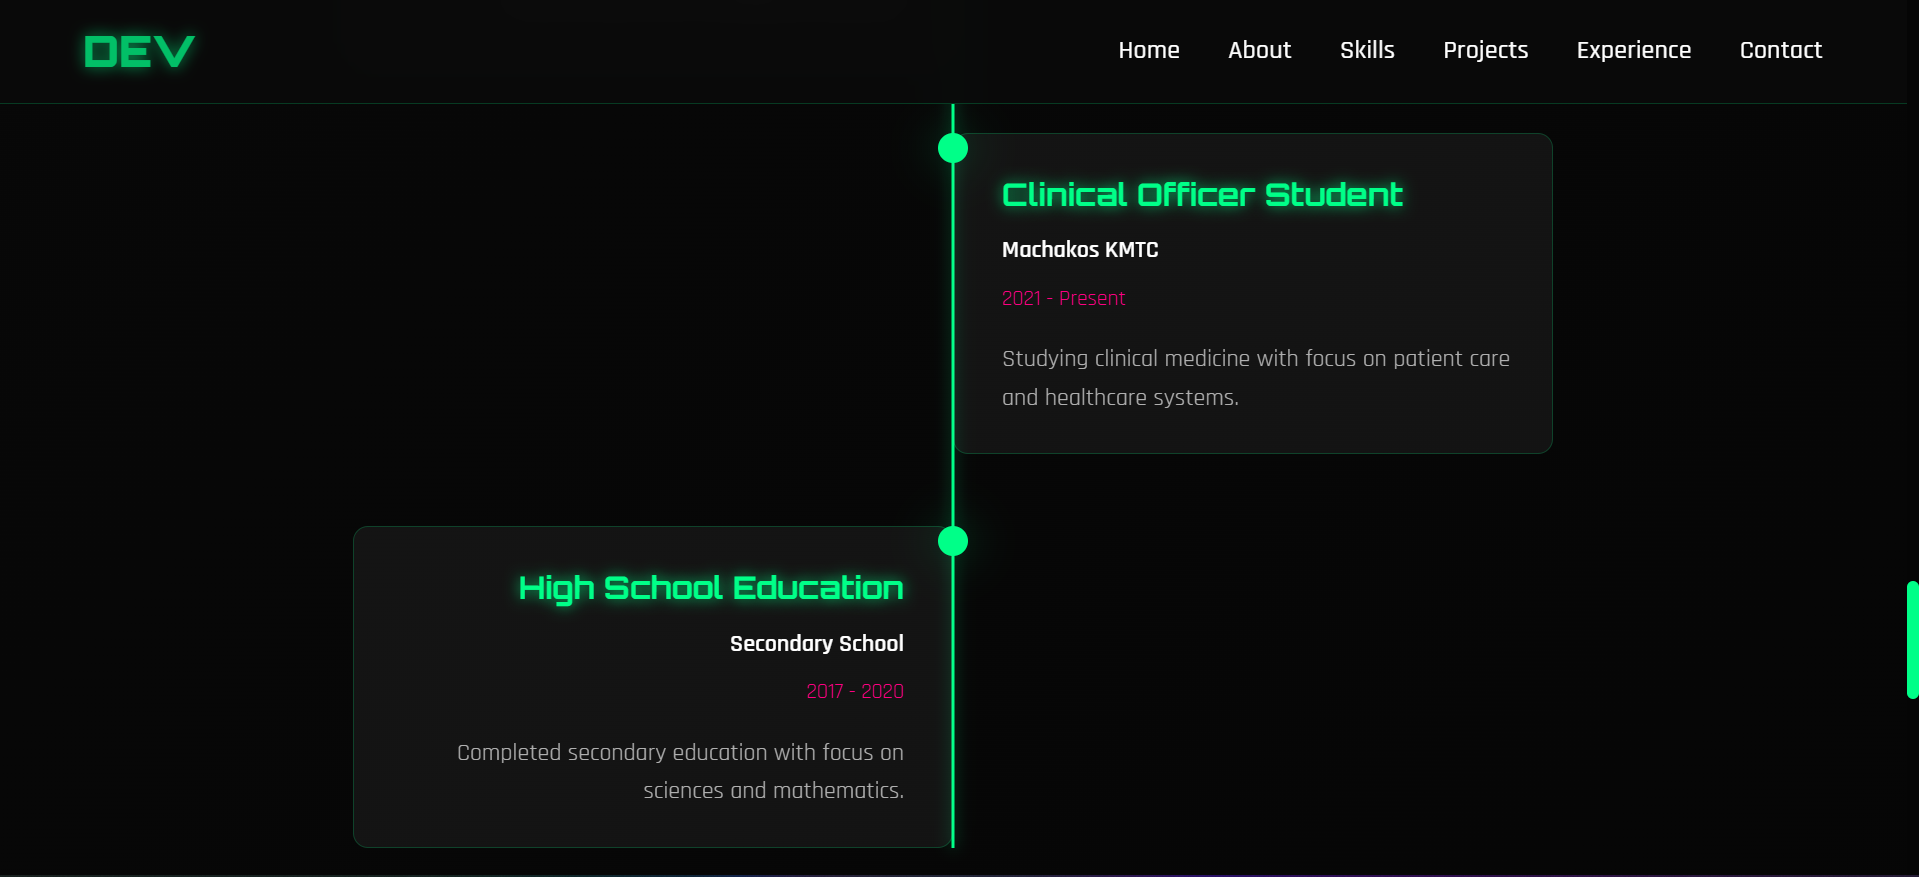 DEV
Home
About
Skills
Projects
Experience
Contact
Clinical Officer Student
Machakos KMTC
2021 - Present
Studying clinical medicine with focus on patient care
and healthcare systems.
High School Education
Secondary School
2017 - 2020
Completed secondary education with focus on
sciences and mathematics.